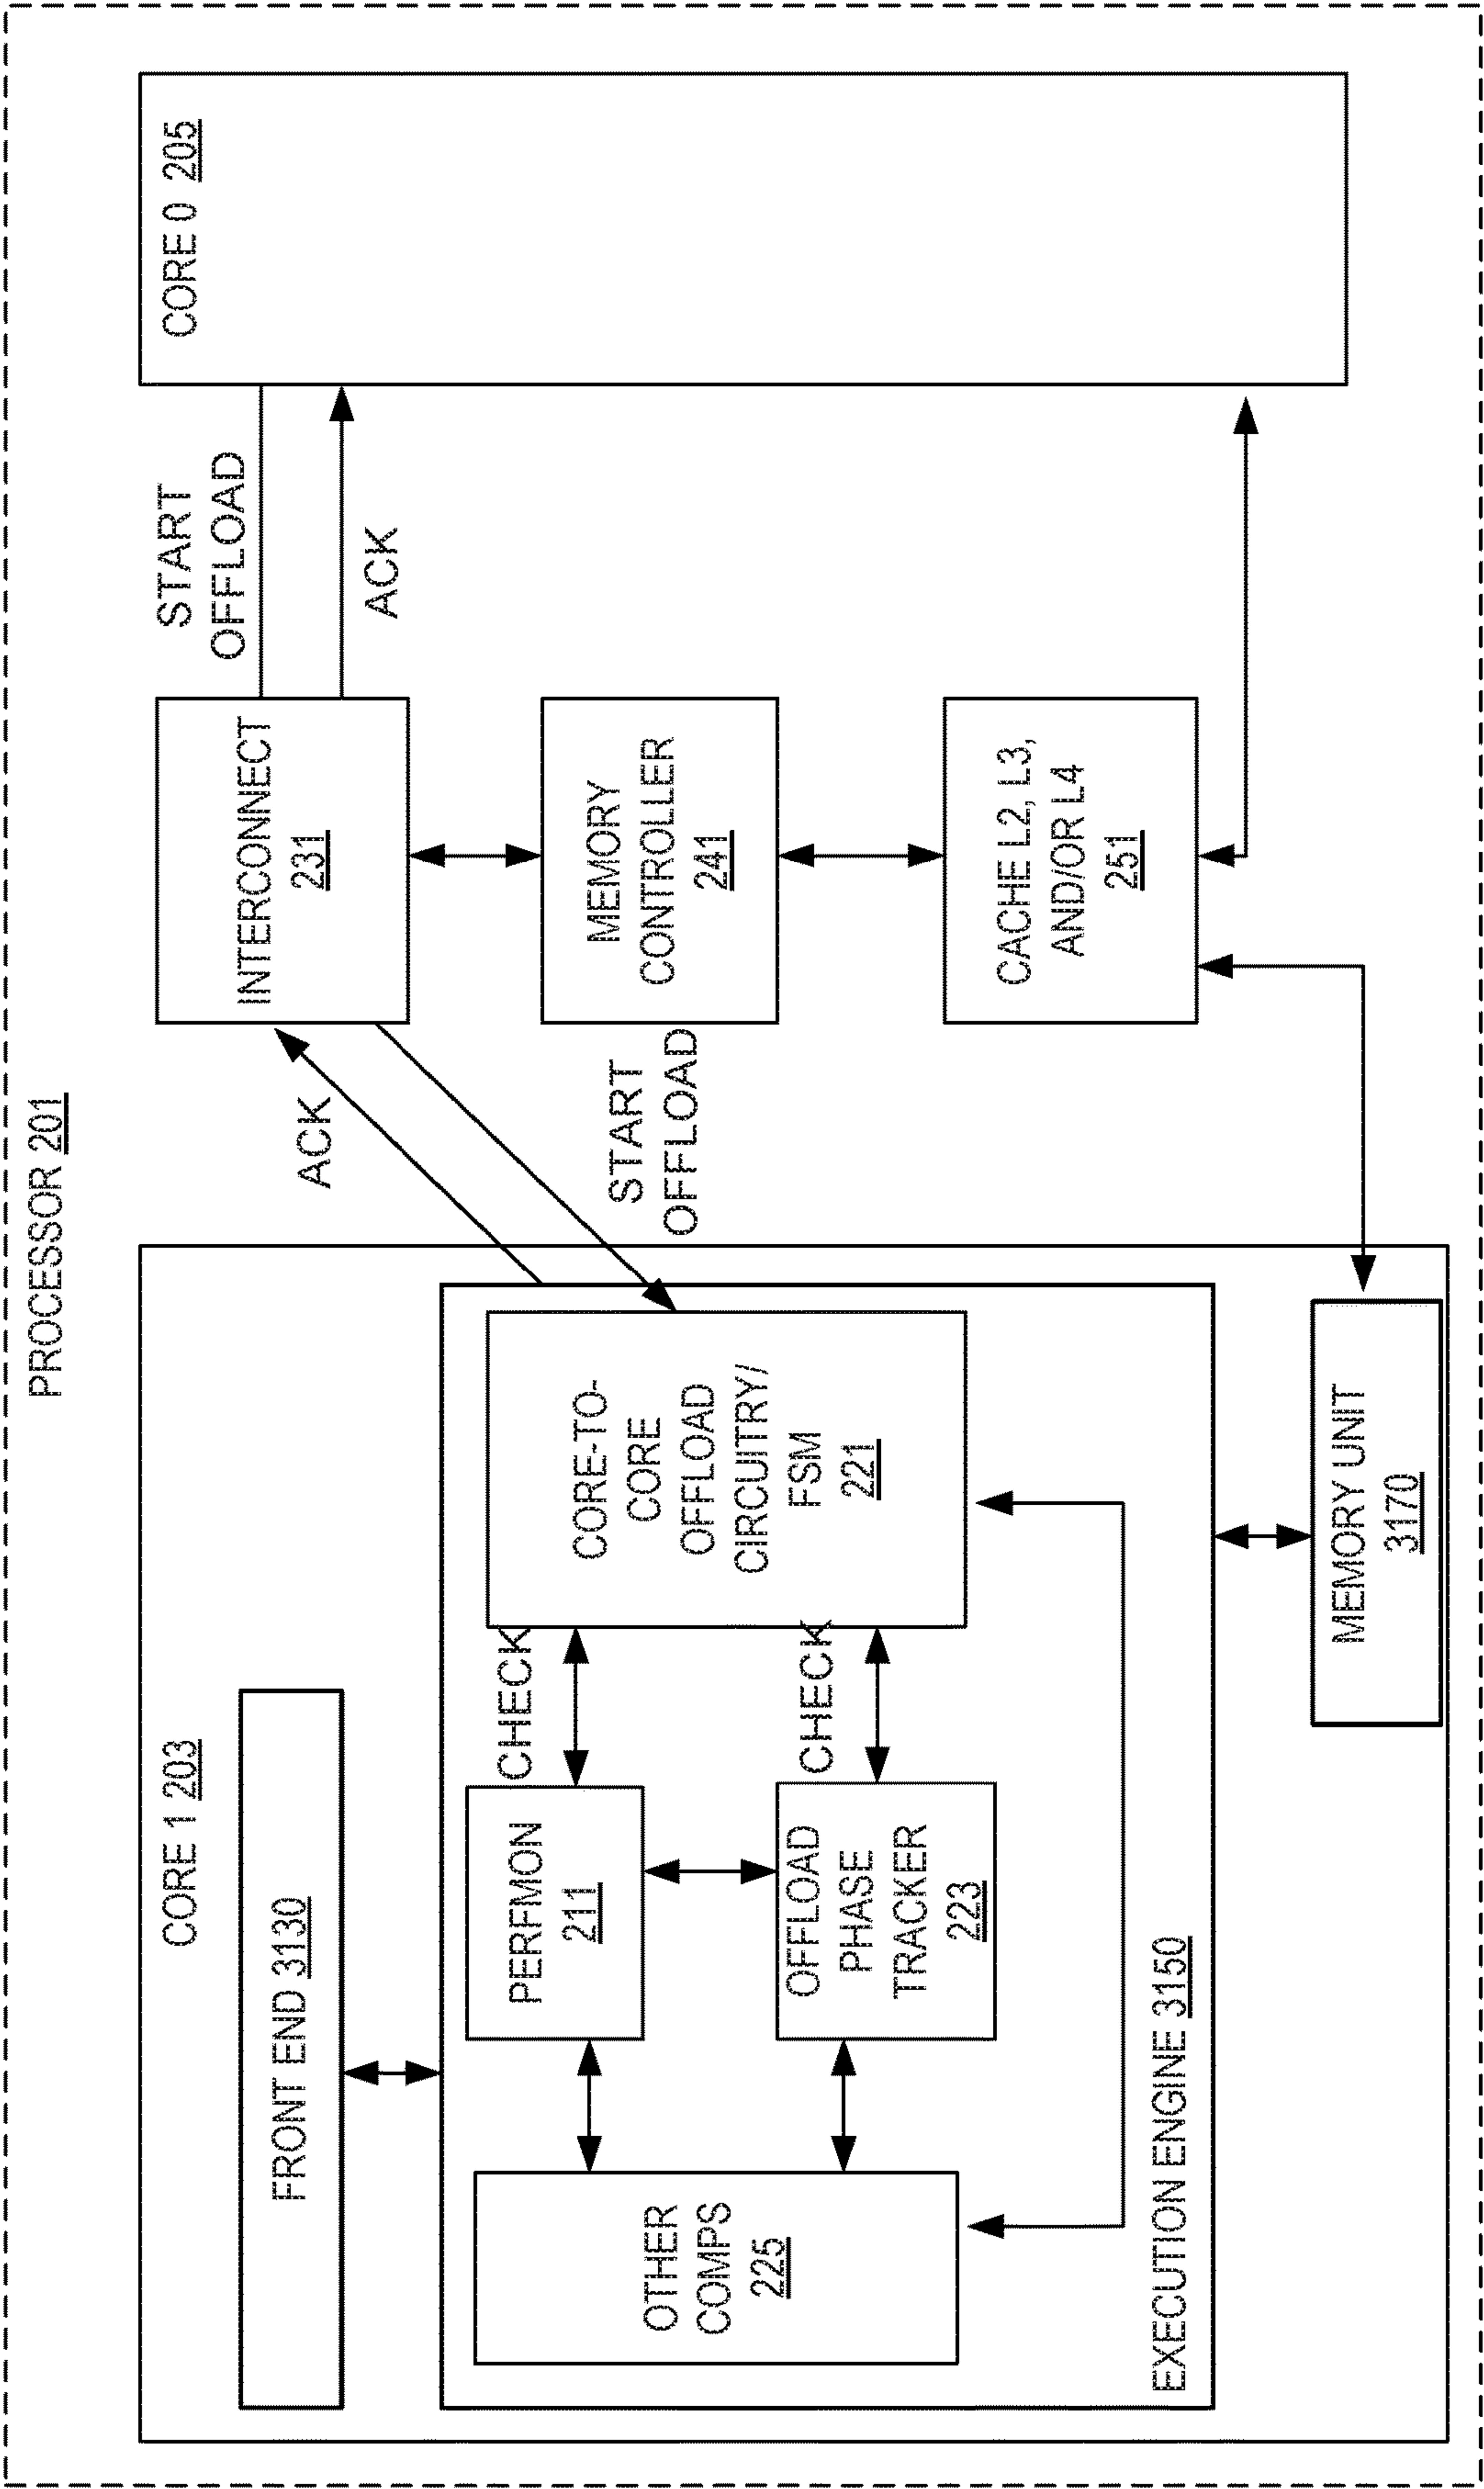 PROCESSOR 201
CORE 1 203
FRONT END 3130
PERFMON
211
CHECK
CORE-TO-
CORE
OFFLOAD
CIRCUITRY/
FSM
221
OFFLOAD
PHASE
TRACKER
223
CHECK
OTHER
COMPS
225
EXECUTION ENGINE 3150
MEMORY UNIT
3170
ACK
START
OFFLOAD
INTERCONNECT
231
MEMORY
CONTROLLER
241
CACHE L2, L3,
AND/OR L4
251
START
OFFLOAD
ACK
CORE 0 205